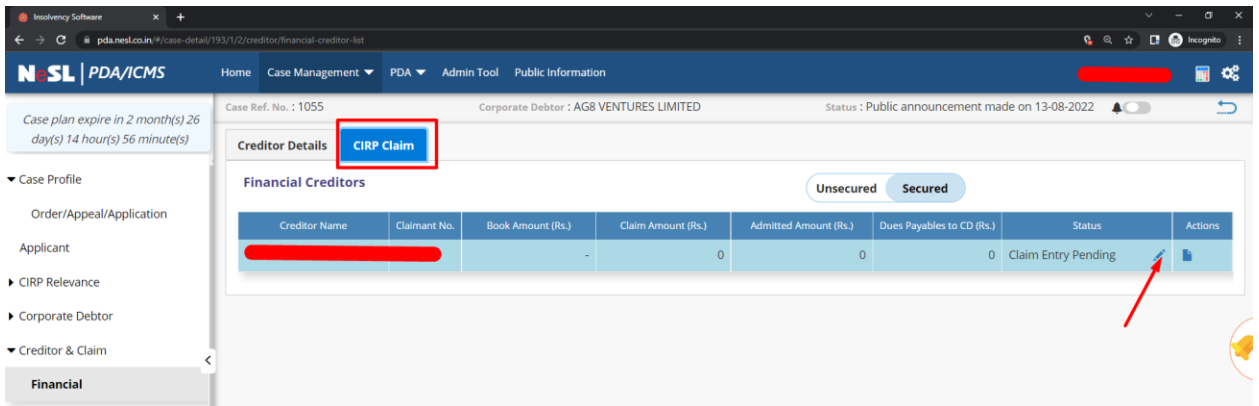 Insolvency Software
pda.nesl.co.in/#/case-detail/193/1/2/creditor/financial-creditor-list
Incognito
NeSL | PDA/ICMS
Home Case Management PDA Admin Tool Public Information
Case plan expire in 2 month(s) 26
day(s) 14 hour(s) 56 minute(s)
Case Ref. No. : 1055 Corporate Debtor : AG8 VENTURES LIMITED Status : Public announcement made on 13-08-2022
Creditor Details CIRP Claim
Case Profile
Order/Appeal/Application
Applicant
CIRP Relevance
Corporate Debtor
Creditor & Claim
Financial
Financial Creditors
Unsecured Secured
Creditor Name Claimant No. Book Amount (Rs.) Claim Amount (Rs.) Admitted Amount (Rs.) Dues Payables to CD (Rs.) Status Actions
- 0 0 0 Claim Entry Pending